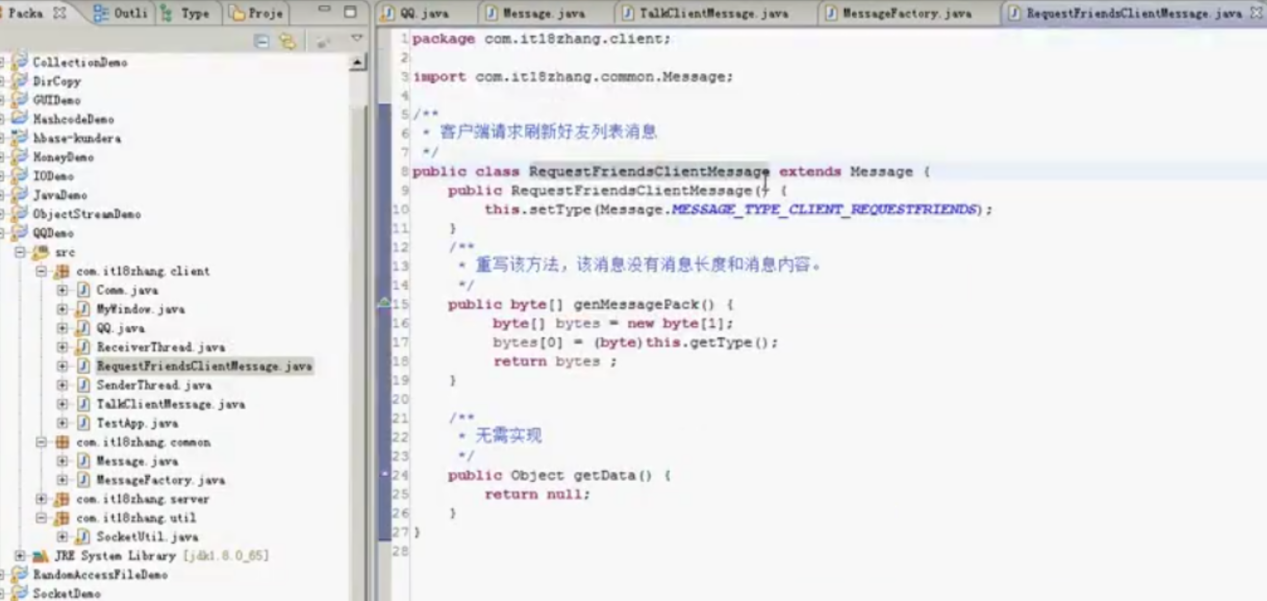 Packa
Outli
Type
Proje
CollectionDemo
DirCopy
GUIDemo
HashcodeDemo
hbase-kundera
MoneyDemo
IODemo
JavaDemo
ObjectStreamDemo
QQDemo
src
com.it18zhang.client
Comm.java
MyWindow.java
QQ.java
ReceiverThread.java
RequestFriendsClientMessage.java
SenderThread.java
TalkClientMessage.java
TestApp.java
com.it18zhang.common
Message.java
MessageFactory.java
com.it18zhang.server
com.it18zhang.util
SocketUtil.java
JRE System Library [jdk1.8.0_65]
RandomAccessFileDemo
SocketDemo
QQ.java
Message.java
TalkClientMessage.java
MessageFactory.java
RequestFriendsClientMessage.java
1 package com.it18zhang.client;
2
3 import com.it18zhang.common.Message;
4
5 /**
6  * 客户端请求刷新好友列表消息
7  */
8 public class RequestFriendsClientMessage extends Message {
9     public RequestFriendsClientMessage() {
10         this.setType(Message.MESSAGE_TYPE_CLIENT_REQUESTFRIENDS);
11     }
12     /**
13      * 重写该方法，该消息没有消息长度和消息内容。
14      */
15     public byte[] genMessagePack() {
16         byte[] bytes = new byte[1];
17         bytes[0] = (byte)this.getType();
18         return bytes ;
19     }
20
21     /**
22      * 无需实现
23      */
24     public Object getData() {
25         return null;
26     }
27 }
28